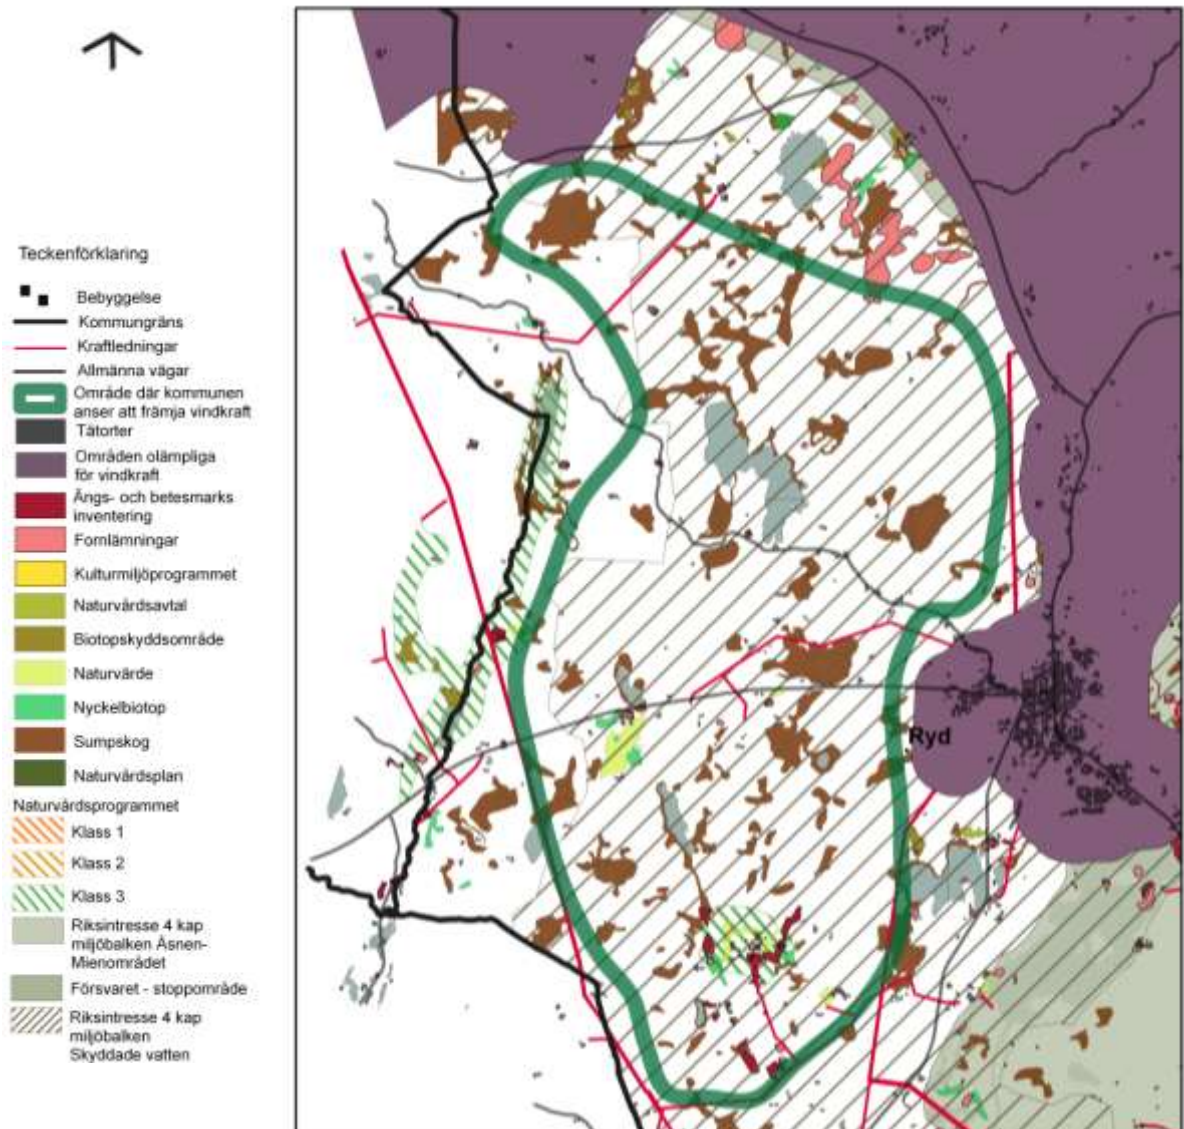 Teckenförklaring
Bebyggelse
Kommungräns
Kraftledningar
Allmänna vägar
Område där kommunen
anser att främja vindkraft
Tätorter
Områden olämpliga
för vindkraft
Ängs- och betesmarks
inventering
Fornlämningar
Kulturmiljöprogrammet
Naturvårdsavtal
Biotopskyddsområde
Naturvärde
Nyckelbiotop
Sumpskog
Naturvårdsplan
Naturvårdsprogrammet
Klass 1
Klass 2
Klass 3
Riksintresse 4 kap
miljöbalken Åsnen-
Mienområdet
Försvaret - stoppområde
Riksintresse 4 kap
miljöbalken
Skyddade vatten
Ryd